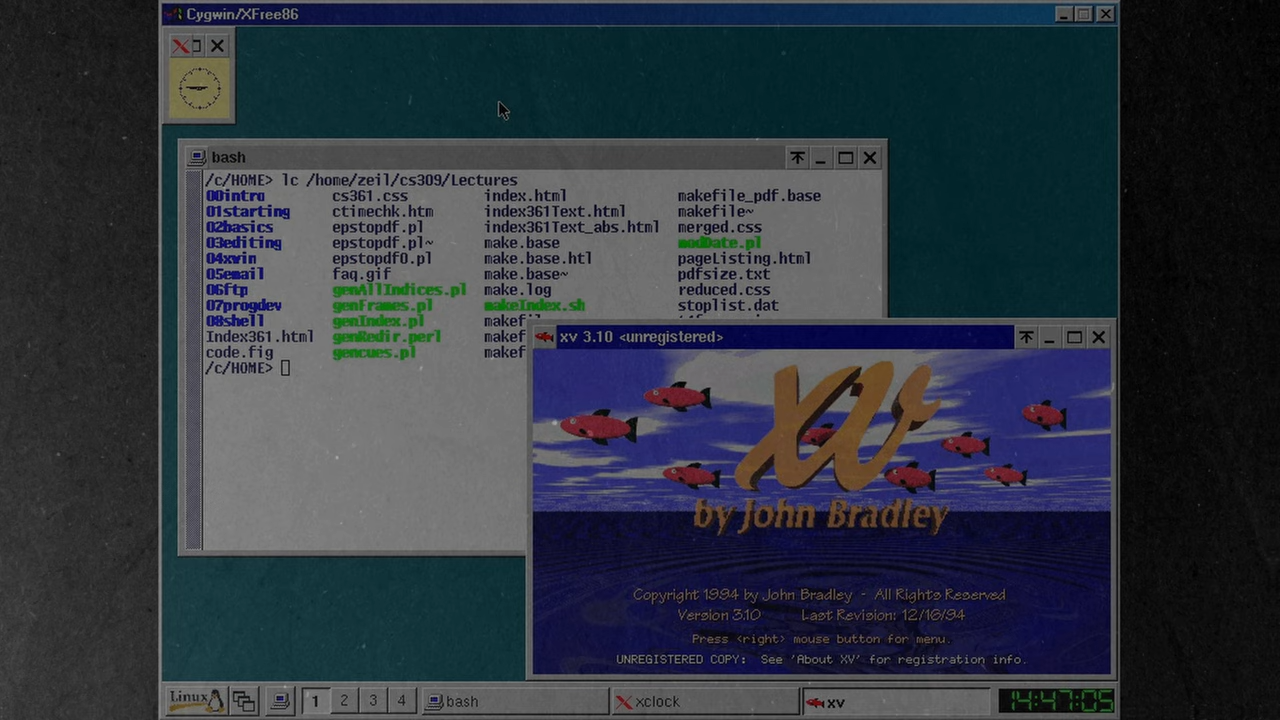 Cygwin/XFree86
bash
/c/HOME> lc /home/zeil/cs309/Lectures
00intro cs361.css index.html makefile_pdf.base
01starting ctimechk.htm index361Text.html makefile~
02basics epstopdf.pl index361Text_abs.html merged.css
03editing epstopdf.pl~ make.base modDate.pl
04xwin epstopdf0.pl make.base.htl pageListing.html
05email faq.gif make.base~ pdfsize.txt
06ftp genAllIndices.pl make.log reduced.css
07progdev genFrames.pl makeIndex.sh stoplist.dat
08shell genIndex.pl makefil
Index361.html genRedir.perl makef
code.fig gencues.pl makef
/c/HOME>
xv 3.10 <unregistered>
xv
by John Bradley
Copyright 1994 by John Bradley - All Rights Reserved
Version 3.10 Last Revision: 12/16/94
Press <right> mouse button for menu.
UNREGISTERED COPY: See 'About XV' for registration info.
Linux 1 2 3 4 bash xclock xv 14:47:05